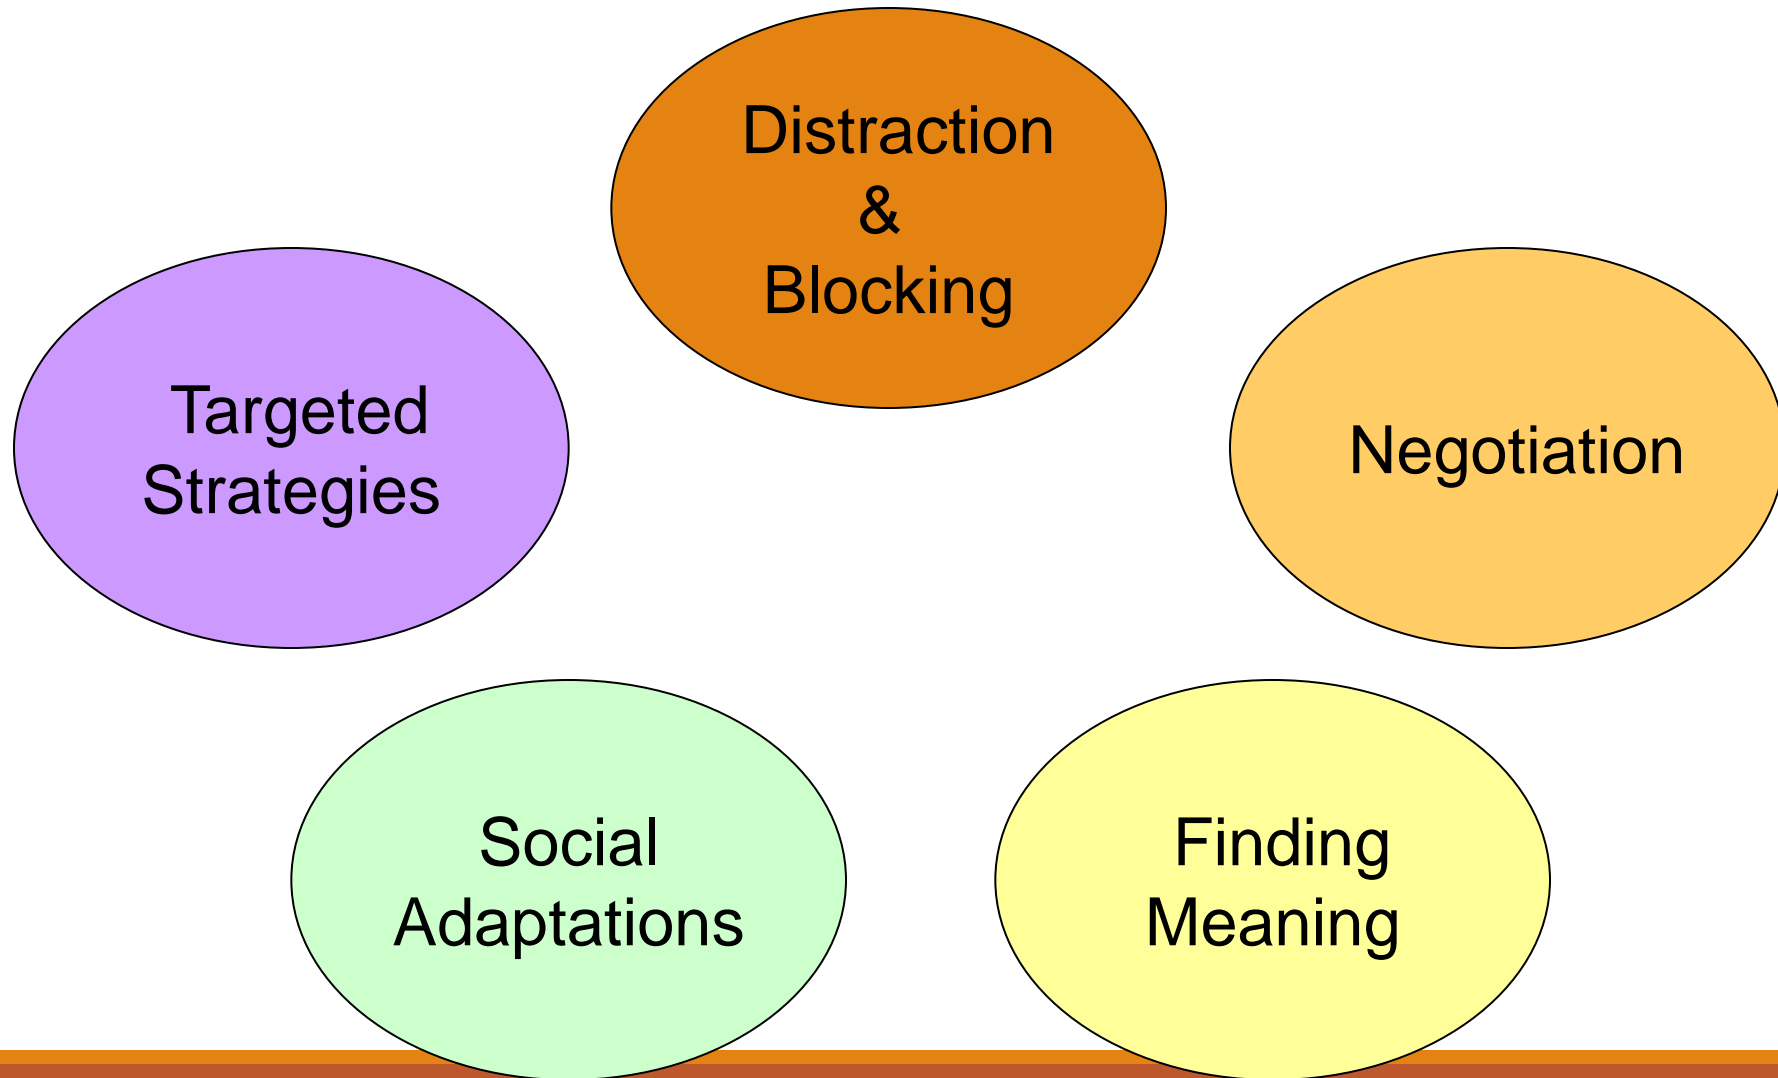 Distraction
&
Blocking
Targeted
Strategies
Negotiation
Social
Adaptations
Finding
Meaning